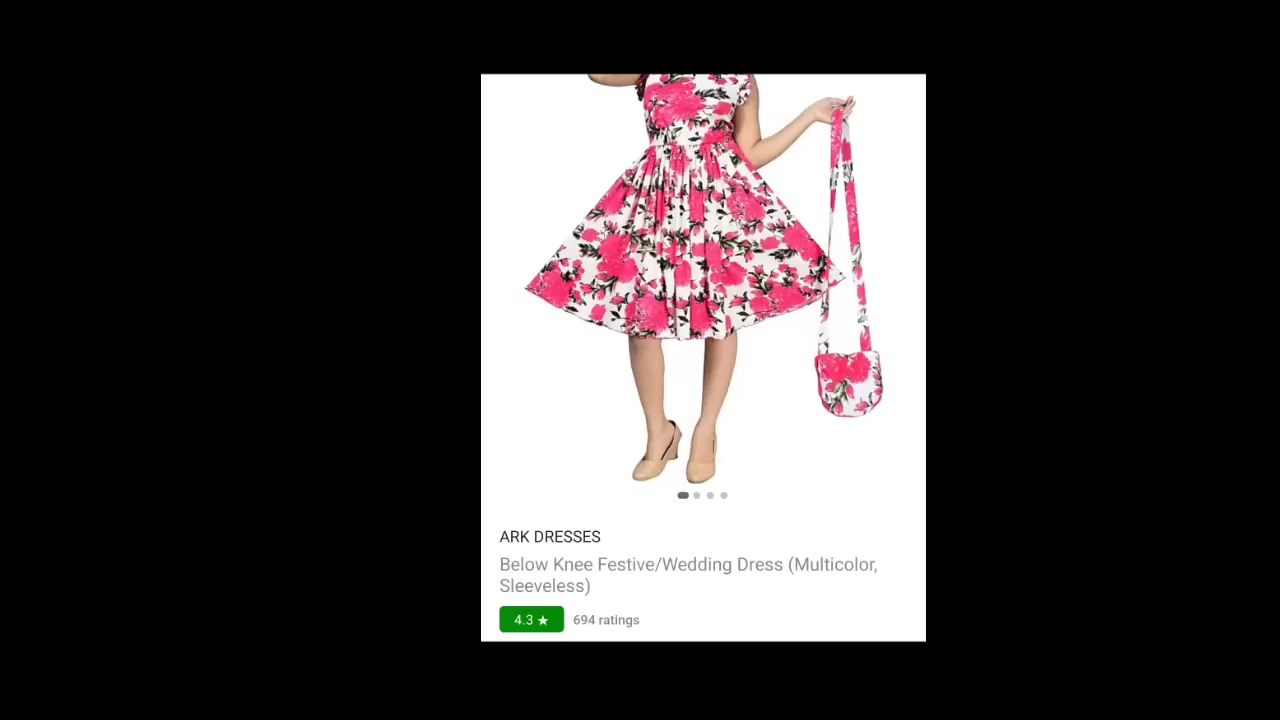 ARK DRESSES
Below Knee Festive/Wedding Dress (Multicolor,
Sleeveless)
4.3 ★ 694 ratings